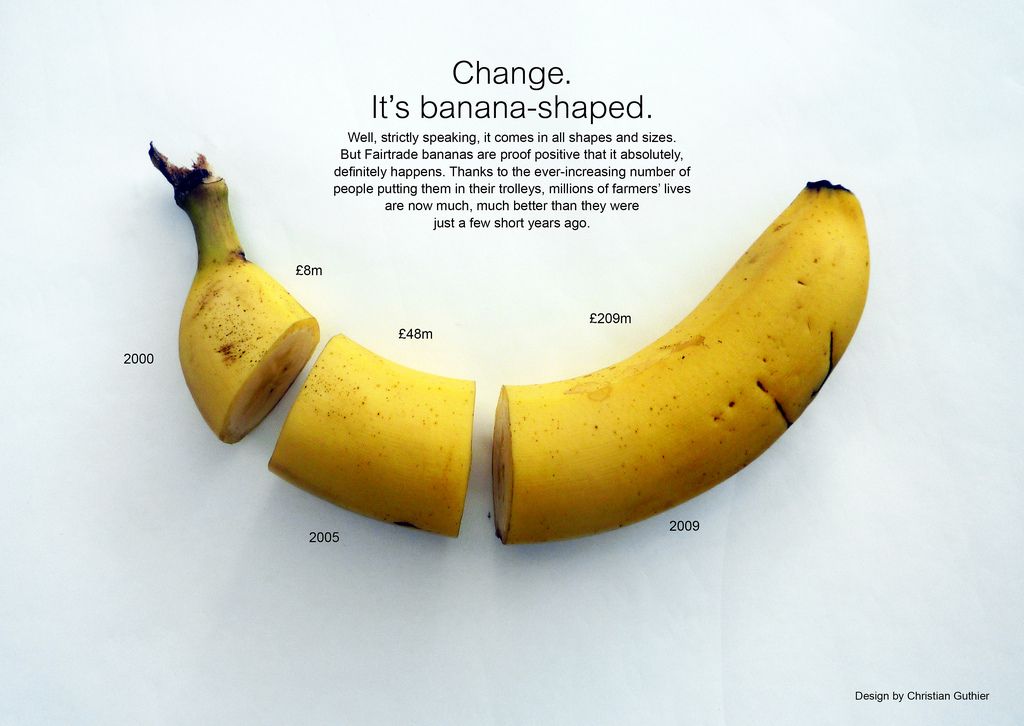 Change.
It's banana-shaped.
Well, strictly speaking, it comes in all shapes and sizes.
But Fairtrade bananas are proof positive that it absolutely,
definitely happens. Thanks to the ever-increasing number of
people putting them in their trolleys, millions of farmers' lives
are now much, much better than they were
just a few short years ago.
£8m
£48m
£209m
2000
2005
2009
Design by Christian Guthier